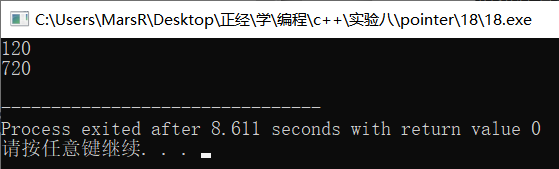 C:\Users\MarsR\Desktop\正经\学\编程\c++\实验八\pointer\18\18.exe
120
720
--------------------------------
Process exited after 8.611 seconds with return value 0
请按任意键继续. . .